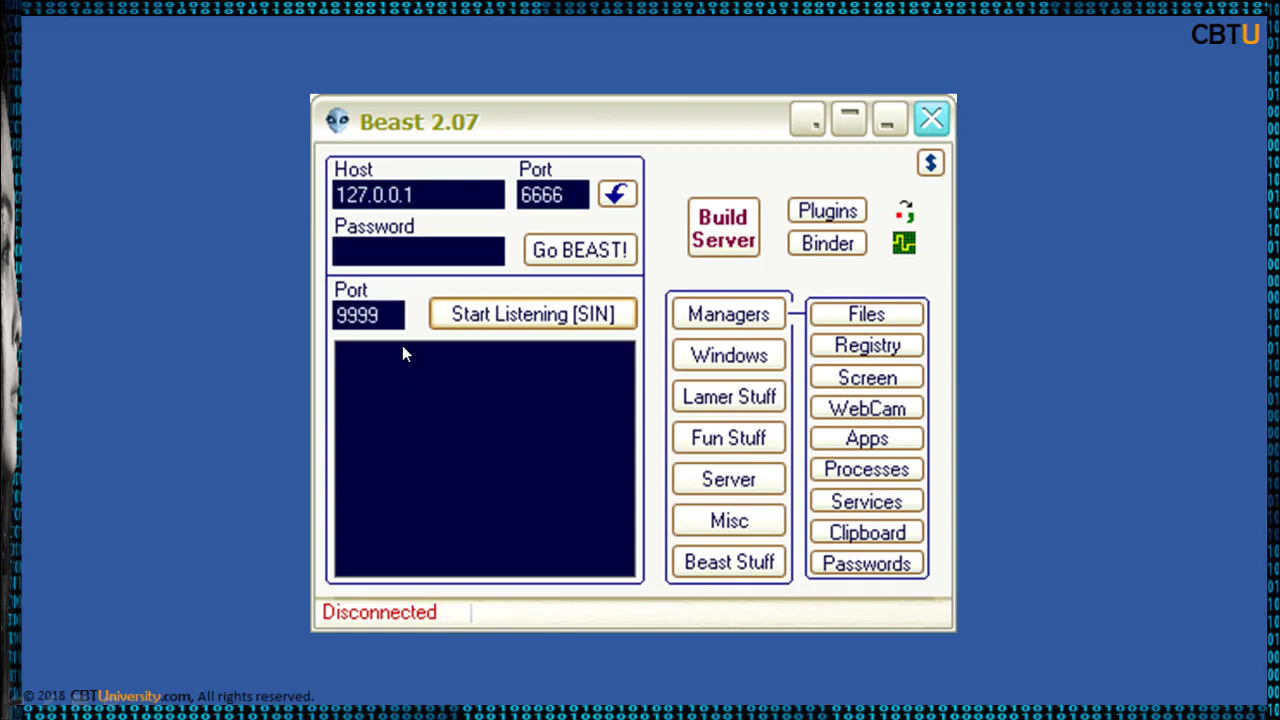 CBTU
Beast 2.07
Host
Port
127.0.0.1
6666
Password
Go BEAST!
Port
9999
Start Listening [SIN]
Build
Server
Plugins
Binder
Managers
Windows
Lamer Stuff
Fun Stuff
Server
Misc
Beast Stuff
Files
Registry
Screen
WebCam
Apps
Processes
Services
Clipboard
Passwords
Disconnected
© 2018 CBTUniversity.com, All rights reserved.